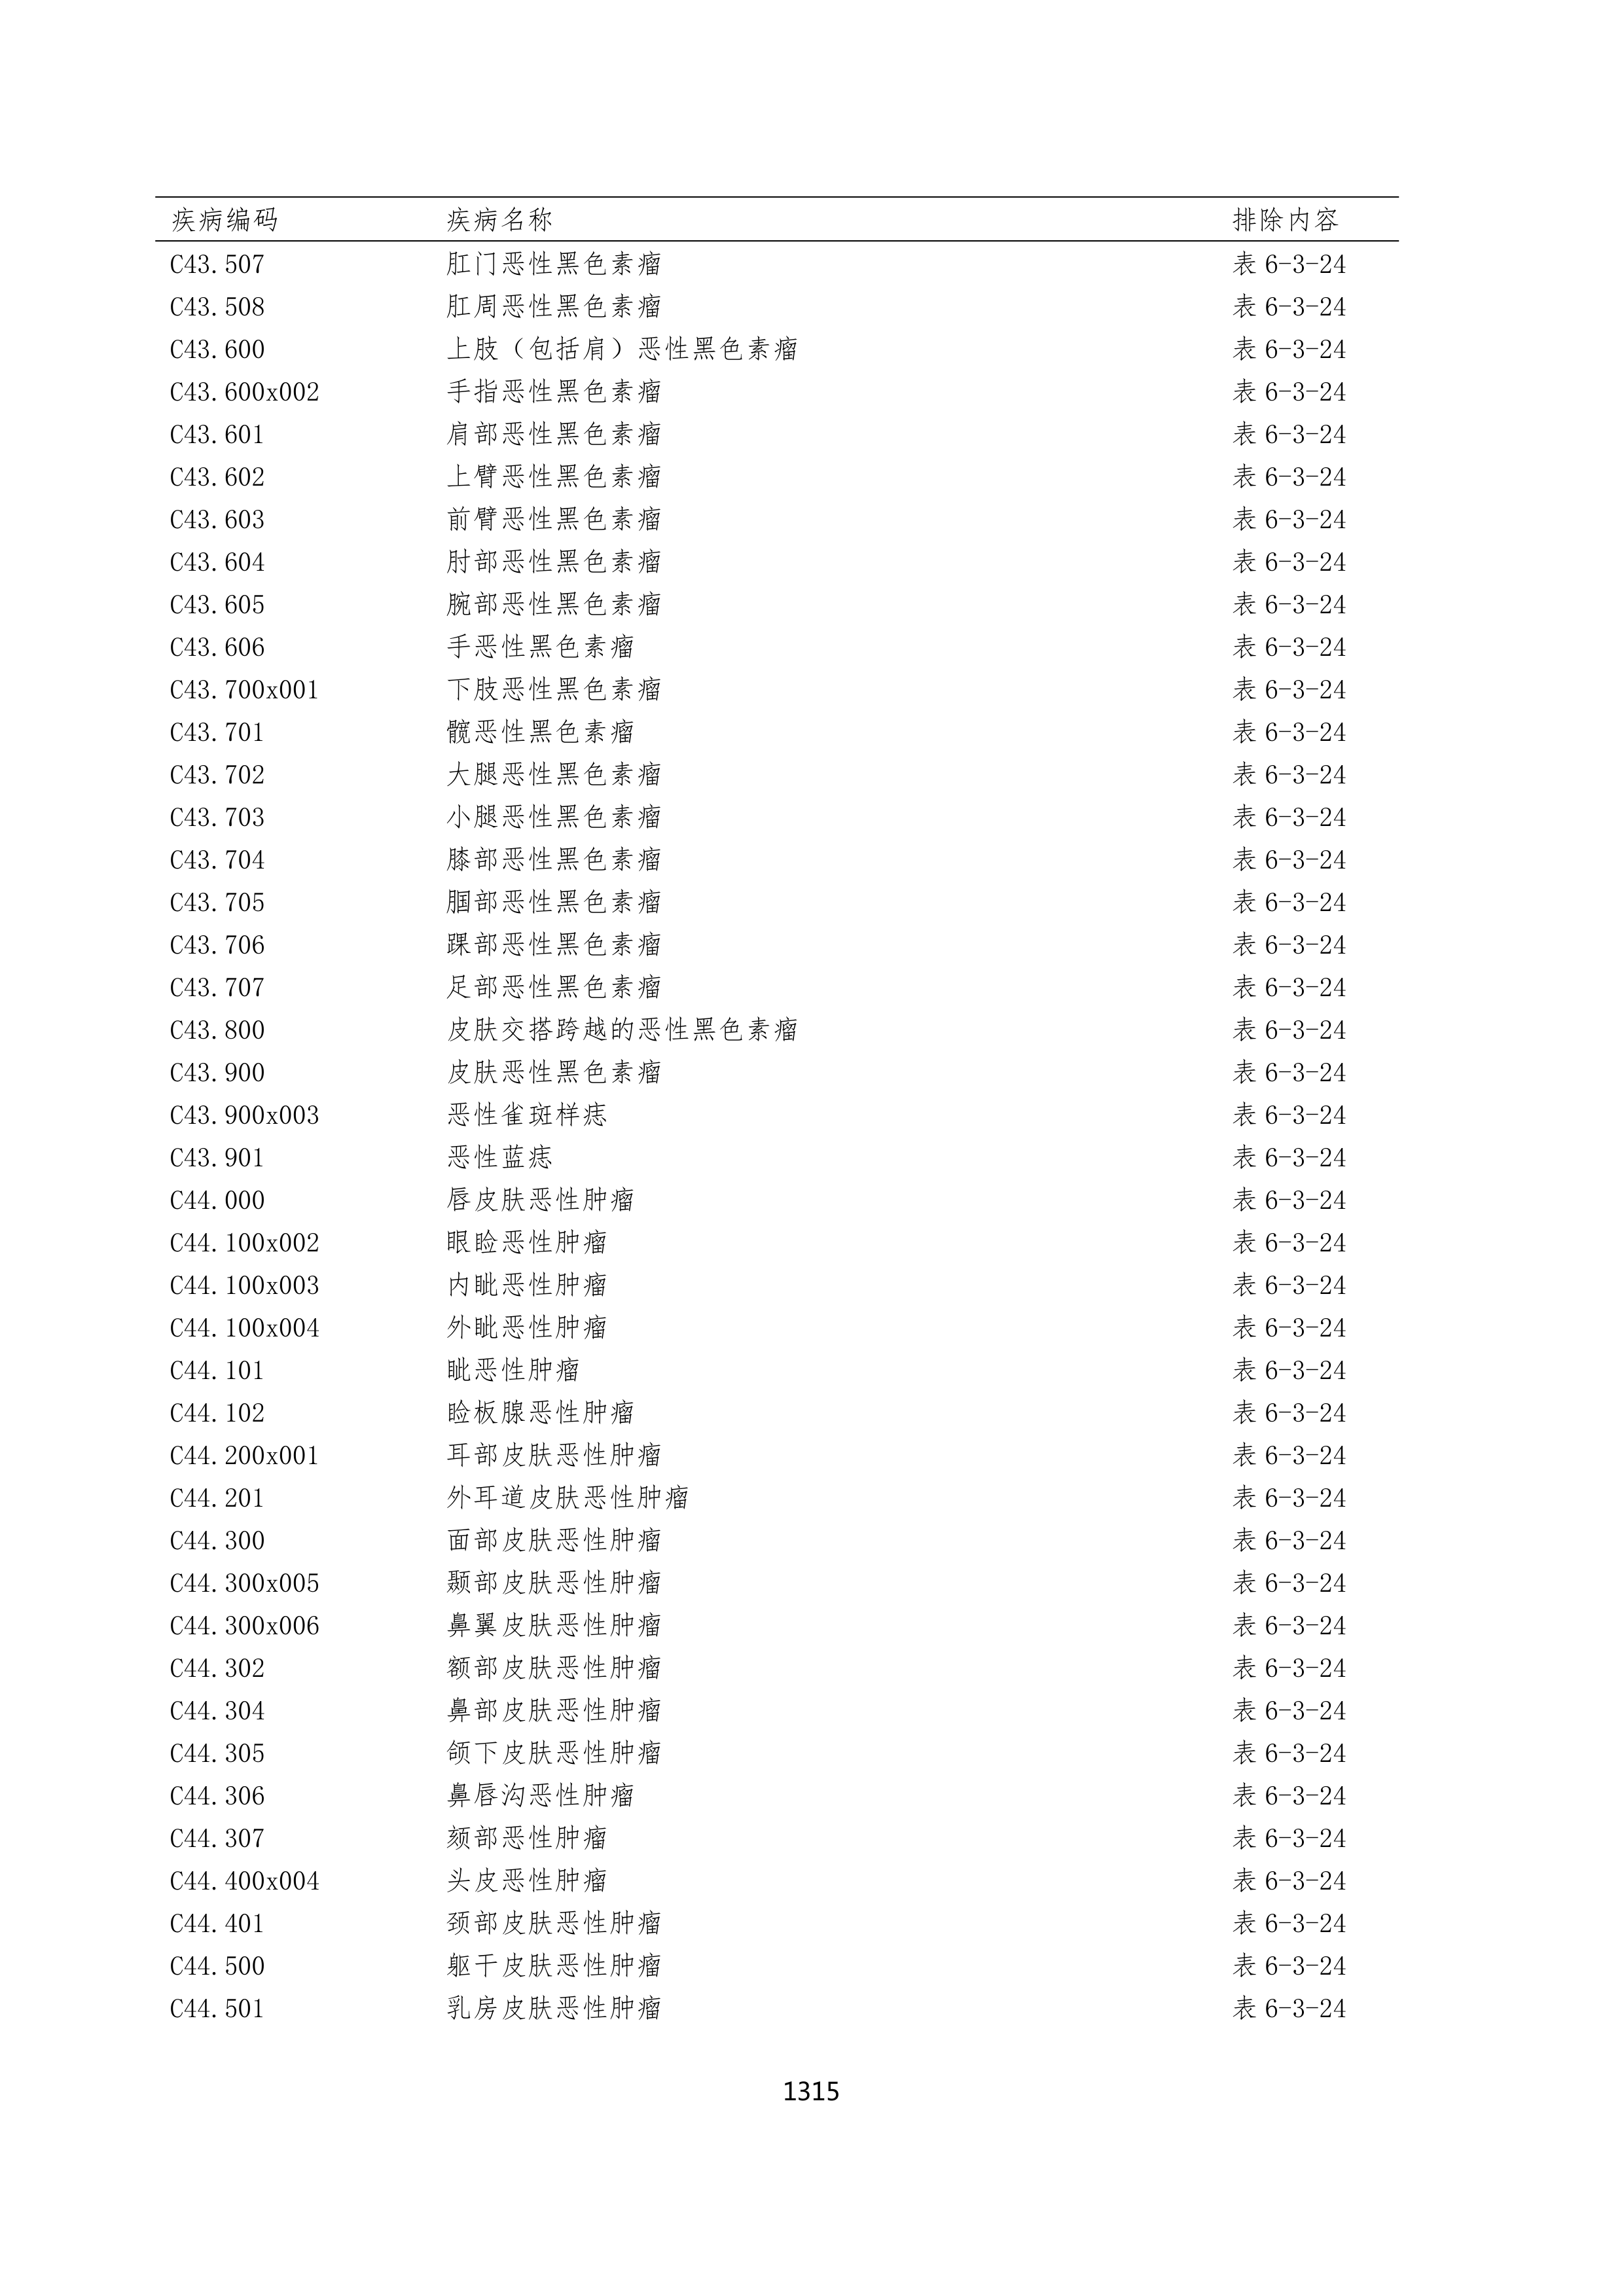 疾病编码 疾病名称 排除内容
C43.507 肛门恶性黑色素瘤 表 6-3-24
C43.508 肛周恶性黑色素瘤 表 6-3-24
C43.600 上肢（包括肩）恶性黑色素瘤 表 6-3-24
C43.600x002 手指恶性黑色素瘤 表 6-3-24
C43.601 肩部恶性黑色素瘤 表 6-3-24
C43.602 上臂恶性黑色素瘤 表 6-3-24
C43.603 前臂恶性黑色素瘤 表 6-3-24
C43.604 肘部恶性黑色素瘤 表 6-3-24
C43.605 腕部恶性黑色素瘤 表 6-3-24
C43.606 手恶性黑色素瘤 表 6-3-24
C43.700x001 下肢恶性黑色素瘤 表 6-3-24
C43.701 髋恶性黑色素瘤 表 6-3-24
C43.702 大腿恶性黑色素瘤 表 6-3-24
C43.703 小腿恶性黑色素瘤 表 6-3-24
C43.704 膝部恶性黑色素瘤 表 6-3-24
C43.705 腘部恶性黑色素瘤 表 6-3-24
C43.706 踝部恶性黑色素瘤 表 6-3-24
C43.707 足部恶性黑色素瘤 表 6-3-24
C43.800 皮肤交搭跨越的恶性黑色素瘤 表 6-3-24
C43.900 皮肤恶性黑色素瘤 表 6-3-24
C43.900x003 恶性雀斑样痣 表 6-3-24
C43.901 恶性蓝痣 表 6-3-24
C44.000 唇皮肤恶性肿瘤 表 6-3-24
C44.100x002 眼睑恶性肿瘤 表 6-3-24
C44.100x003 内眦恶性肿瘤 表 6-3-24
C44.100x004 外眦恶性肿瘤 表 6-3-24
C44.101 眦恶性肿瘤 表 6-3-24
C44.102 睑板腺恶性肿瘤 表 6-3-24
C44.200x001 耳部皮肤恶性肿瘤 表 6-3-24
C44.201 外耳道皮肤恶性肿瘤 表 6-3-24
C44.300 面部皮肤恶性肿瘤 表 6-3-24
C44.300x005 颞部皮肤恶性肿瘤 表 6-3-24
C44.300x006 鼻翼皮肤恶性肿瘤 表 6-3-24
C44.302 额部皮肤恶性肿瘤 表 6-3-24
C44.304 鼻部皮肤恶性肿瘤 表 6-3-24
C44.305 颌下皮肤恶性肿瘤 表 6-3-24
C44.306 鼻唇沟恶性肿瘤 表 6-3-24
C44.307 颏部恶性肿瘤 表 6-3-24
C44.400x004 头皮恶性肿瘤 表 6-3-24
C44.401 颈部皮肤恶性肿瘤 表 6-3-24
C44.500 躯干皮肤恶性肿瘤 表 6-3-24
C44.501 乳房皮肤恶性肿瘤 表 6-3-24
1315